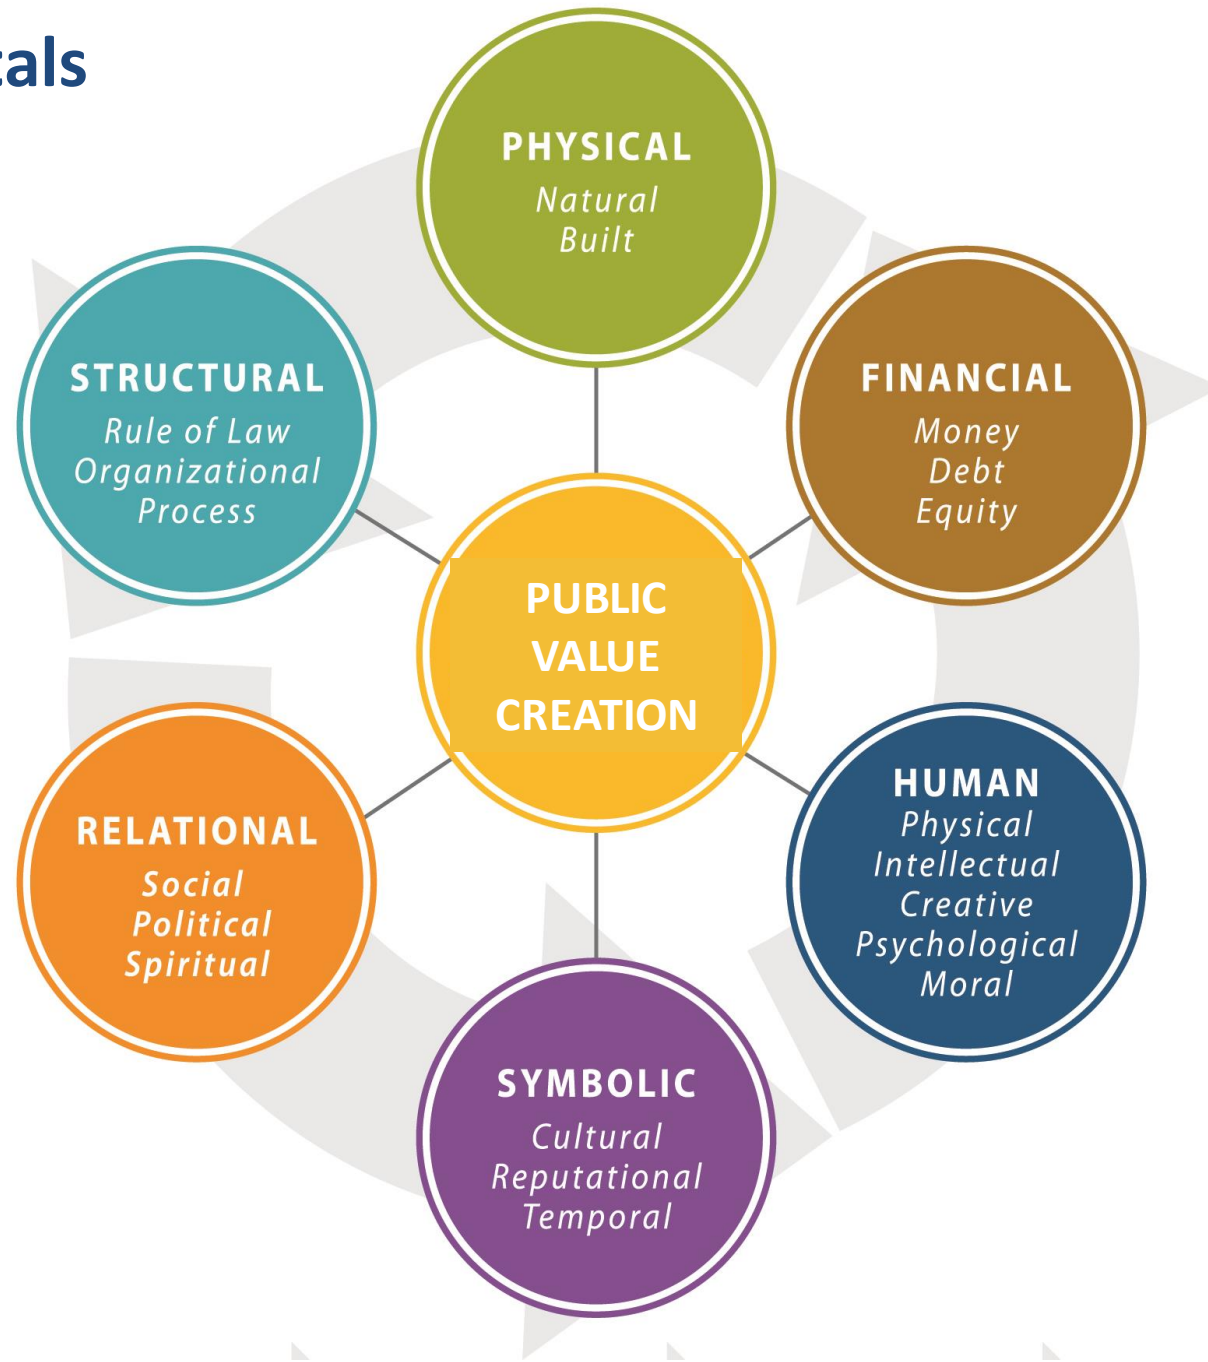 tals
PHYSICAL
Natural
Built
STRUCTURAL
Rule of Law
Organizational
Process
FINANCIAL
Money
Debt
Equity
PUBLIC
VALUE
CREATION
RELATIONAL
Social
Political
Spiritual
HUMAN
Physical
Intellectual
Creative
Psychological
Moral
SYMBOLIC
Cultural
Reputational
Temporal